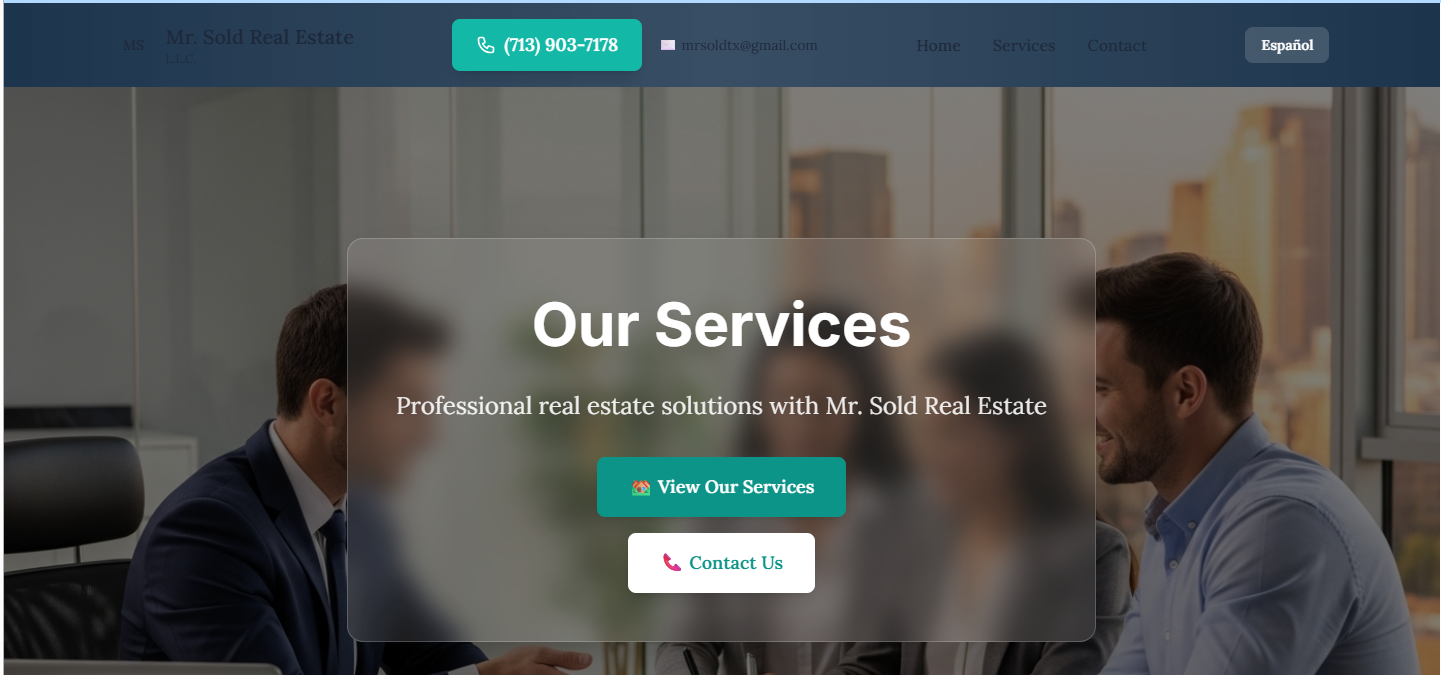 MS
Mr. Sold Real Estate
L.L.C.
(713) 903-7178
mrsoldtx@gmail.com
Home
Services
Contact
Español
Our Services
Professional real estate solutions with Mr. Sold Real Estate
View Our Services
Contact Us